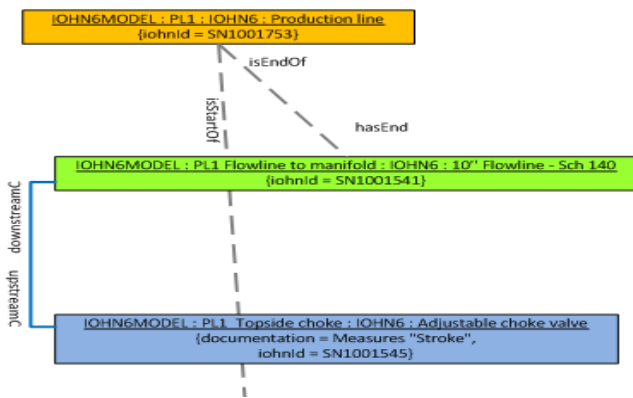 IOHN6MODEL : PL1 : IOHN6 : Production line
{iohnId = SN1001753}
isEndOf
isStartOf
hasEnd
IOHN6MODEL : PL1 Flowline to manifold : IOHN6 : 10" Flowline - Sch 140
{iohnId = SN1001541}
downstreamC
upstreamC
IOHN6MODEL : PL1 Topside choke : IOHN6 : Adjustable choke valve
{documentation = Measures "Stroke",
iohnId = SN1001545}